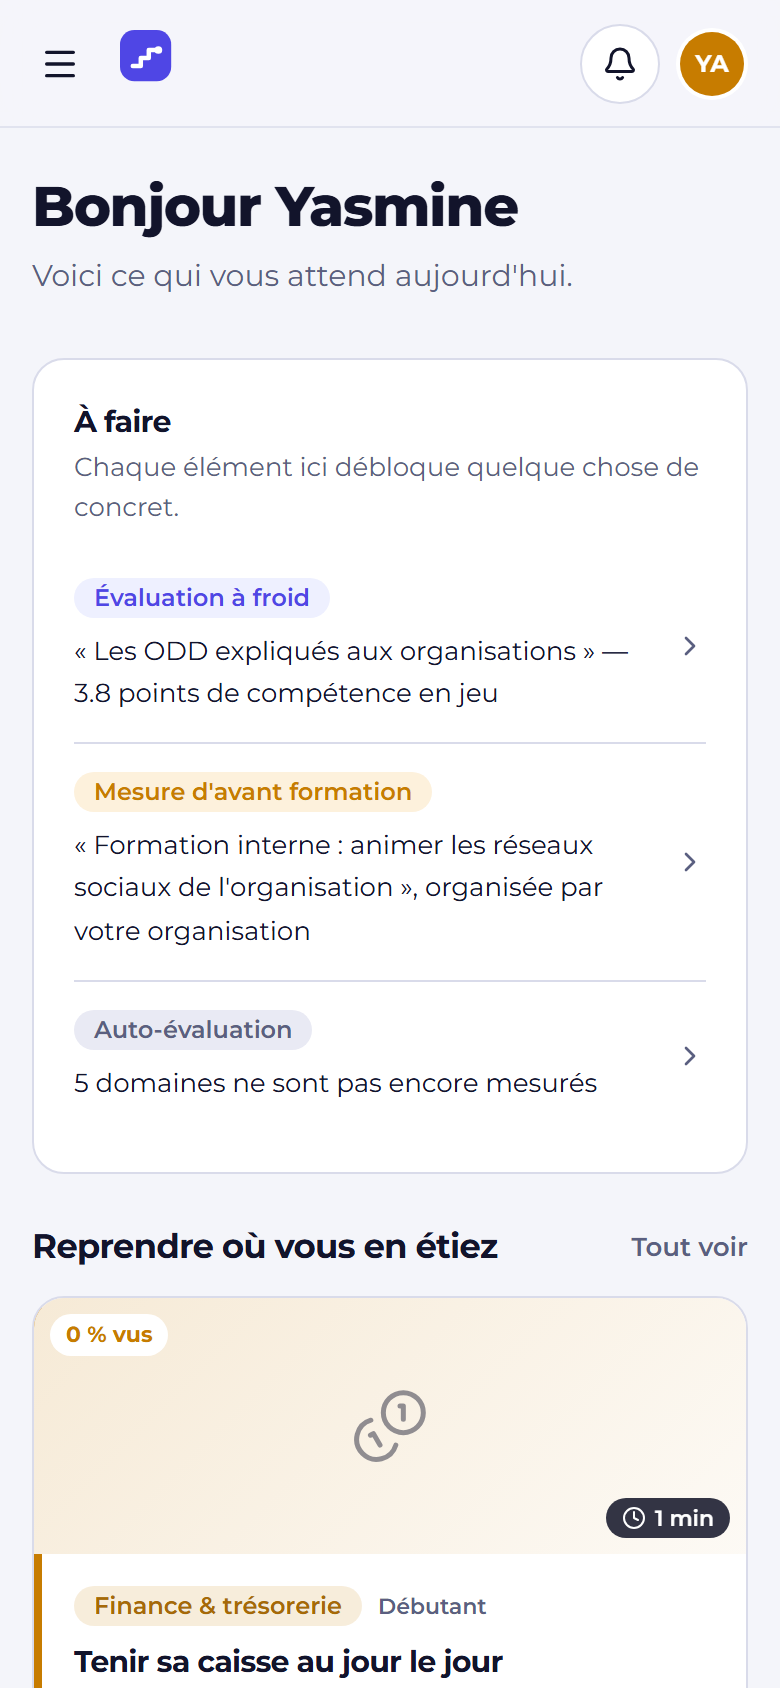 YA
Bonjour Yasmine
Voici ce qui vous attend aujourd'hui.
À faire
Chaque élément ici débloque quelque chose de
concret.
Évaluation à froid
« Les ODD expliqués aux organisations » —
3.8 points de compétence en jeu
Mesure d'avant formation
« Formation interne : animer les réseaux
sociaux de l'organisation », organisée par
votre organisation
Auto-évaluation
5 domaines ne sont pas encore mesurés
Reprendre où vous en étiez
Tout voir
0 % vus
1 min
Finance & trésorerie
Débutant
Tenir sa caisse au jour le jour